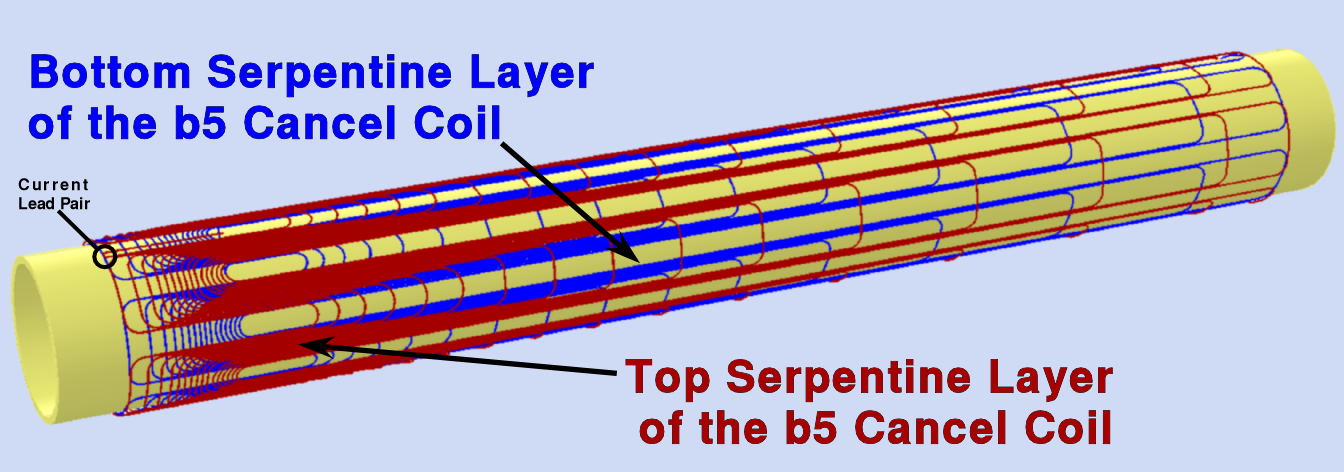 Bottom Serpentine Layer
of the b5 Cancel Coil
Current
Lead Pair
Top Serpentine Layer
of the b5 Cancel Coil